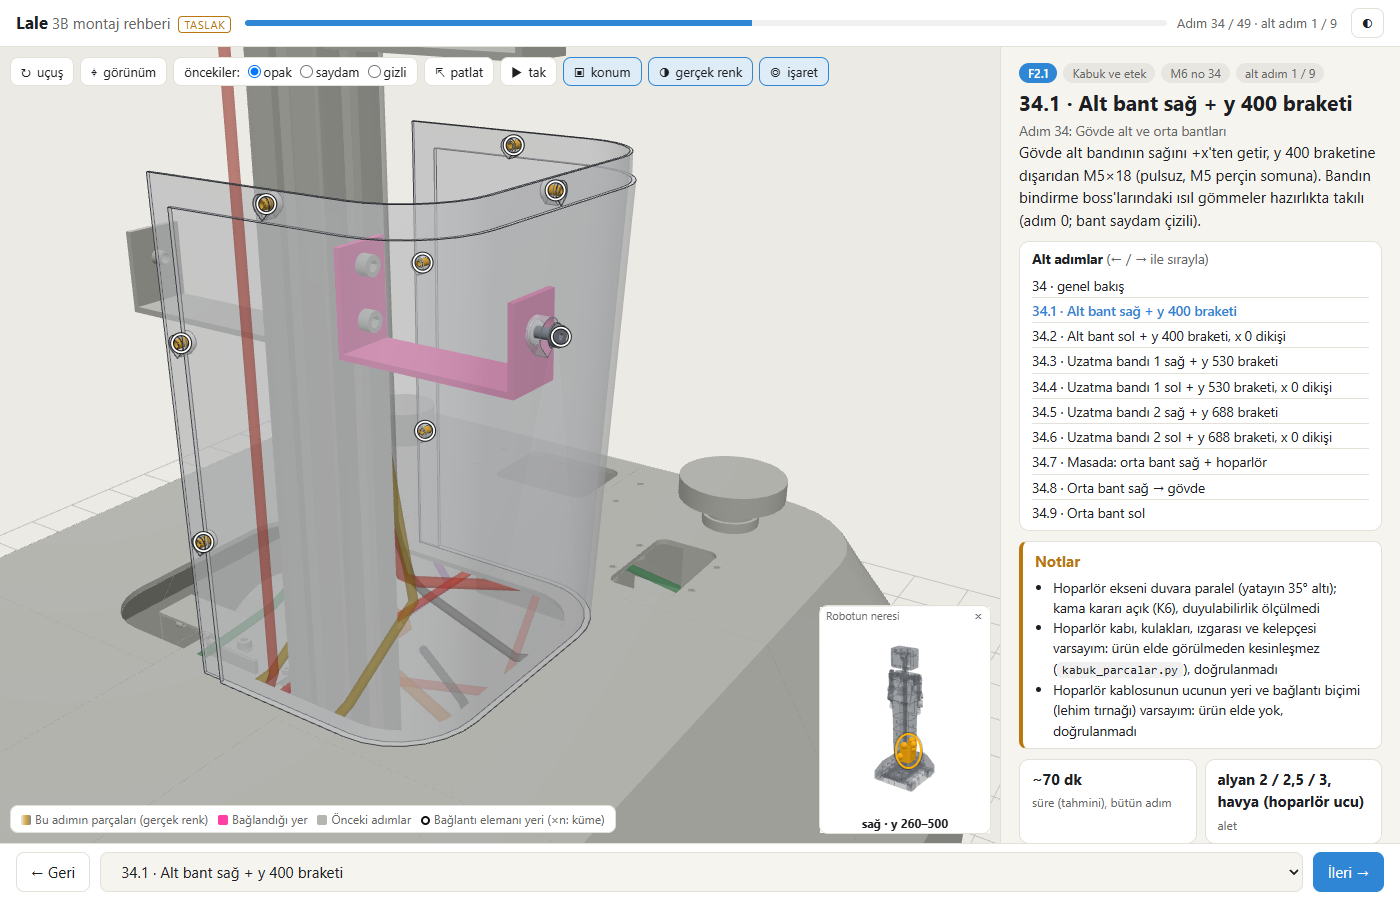 Lale 3B montaj rehberi TASLAK
Adım 34 / 49 · alt adım 1 / 9
↻ uçuş
⌖ görünüm
öncekiler: opak saydam gizli
↸ patlat
▶ tak
▣ konum
◑ gerçek renk
◎ işaret
F2.1 Kabuk ve etek M6 no 34 alt adım 1 / 9
34.1 · Alt bant sağ + y 400 braketi
Adım 34: Gövde alt ve orta bantları
Gövde alt bandının sağını +x'ten getir, y 400 braketine
dışarıdan M5×18 (pulsuz, M5 perçin somuna). Bandın
bindirme boss'larındaki ısıl gömmeler hazırlıkta takılı
(adım 0; bant saydam çizili).
Alt adımlar (← / → ile sırayla)
34 · genel bakış
34.1 · Alt bant sağ + y 400 braketi
34.2 · Alt bant sol + y 400 braketi, x 0 dikişi
34.3 · Uzatma bandı 1 sağ + y 530 braketi
34.4 · Uzatma bandı 1 sol + y 530 braketi, x 0 dikişi
34.5 · Uzatma bandı 2 sağ + y 688 braketi
34.6 · Uzatma bandı 2 sol + y 688 braketi, x 0 dikişi
34.7 · Masada: orta bant sağ + hoparlör
34.8 · Orta bant sağ → gövde
34.9 · Orta bant sol
Notlar
• Hoparlör ekseni duvara paralel (yatayın 35° altı);
kama kararı açık (K6), duyulabilirlik ölçülmedi
• Hoparlör kabı, kulakları, ızgarası ve kelepçesi
varsayım: ürün elde görülmeden kesinleşmez
( kabuk_parcalar.py ), doğrulanmadı
• Hoparlör kablosunun ucunun yeri ve bağlantı biçimi
(lehim tırnağı) varsayım: ürün elde yok,
doğrulanmadı
~70 dk
süre (tahmini), bütün adım
alyan 2 / 2,5 / 3,
havya (hoparlör ucu)
alet
Robotun neresi ×
sağ · y 260–500
Bu adımın parçaları (gerçek renk) Bağlandığı yer Önceki adımlar Bağlantı elemanı yeri (×n: küme)
← Geri
34.1 · Alt bant sağ + y 400 braketi
İleri →